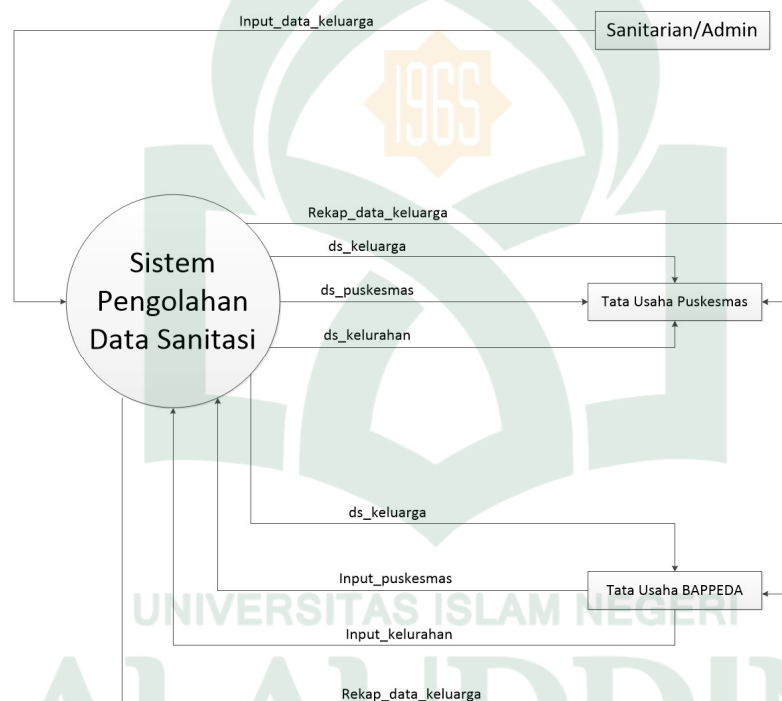 Input_data_keluarga
Sanitarian/Admin
1965
Rekap_data_keluarga
ds_keluarga
Sistem
Pengolahan
Data Sanitasi
ds_puskesmas
Tata Usaha Puskesmas
ds_kelurahan
ds_keluarga
Input_puskesmas
Tata Usaha BAPPEDA
UNIVERSITAS ISLAM NEGERI
Input_kelurahan
ALAUDDIN
Rekap_data_keluarga